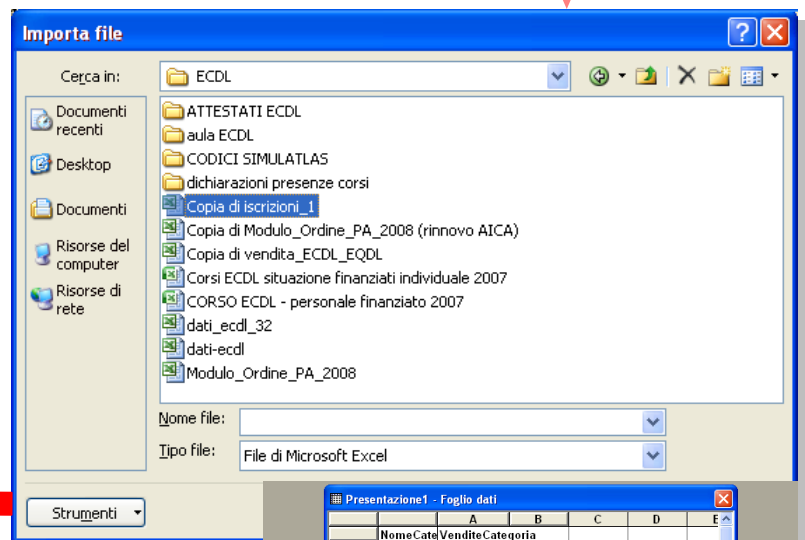 Importa file
Cerca in:
ECDL
Documenti
recenti
Desktop
Documenti
Risorse del
computer
Risorse di
rete
ATTESTATI ECDL
aula ECDL
CODICI SIMULATLAS
dichiarazioni presenze corsi
Copia di iscrizioni_1
Copia di Modulo_Ordine_PA_2008 (rinnovo AICA)
Copia di vendita_ECDL_EQDL
Corsi ECDL situazione finanziati individuale 2007
CORSO ECDL - personale finanziato 2007
dati_ecdl_32
dati-ecdl
Modulo_Ordine_PA_2008
Nome file:
Tipo file:
File di Microsoft Excel
Strumenti
Presentazione1 - Foglio dati
A B C D E
NomeCate VenditeCategoria